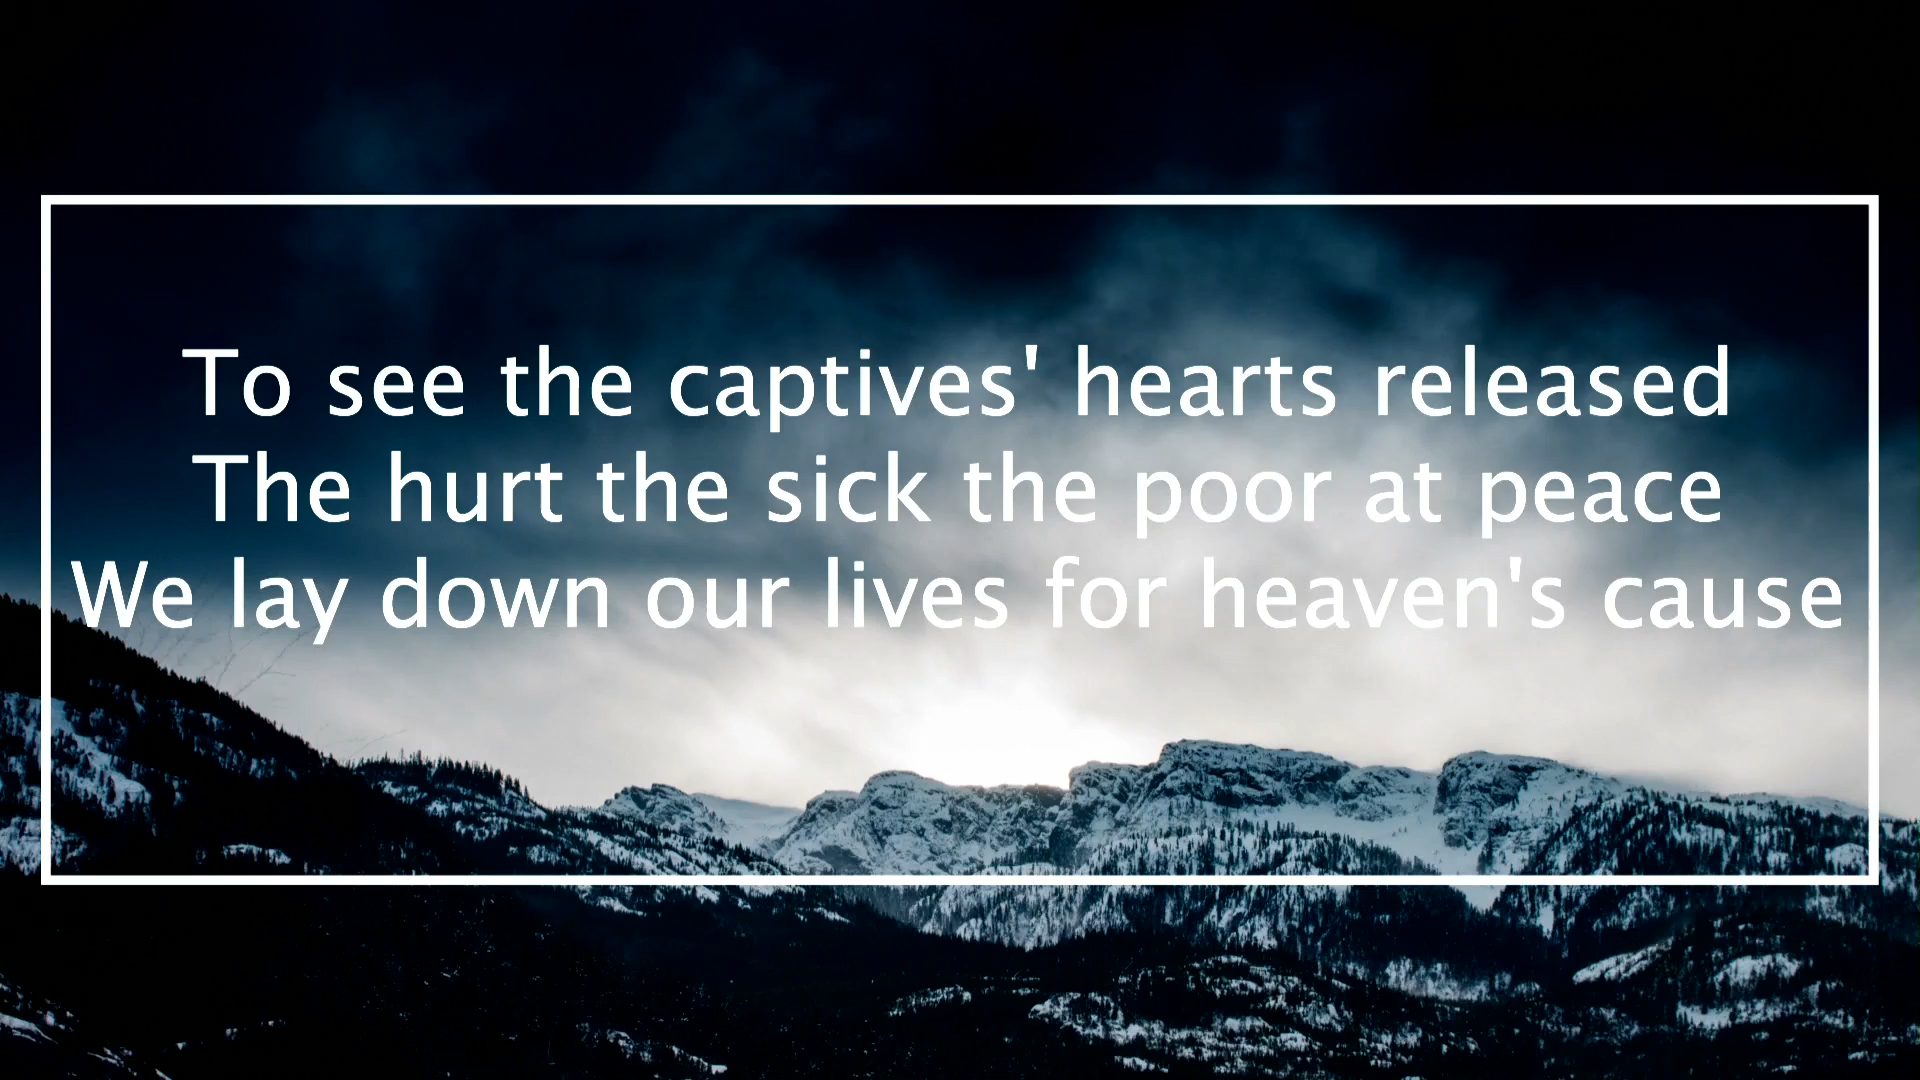 To see the captives' hearts released
The hurt the sick the poor at peace
We lay down our lives for heaven's cause